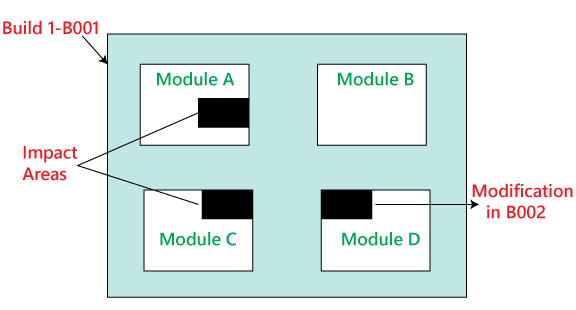 Build 1-B001
Module A
Module B
Impact
Areas
Modification
in B002
Module C
Module D